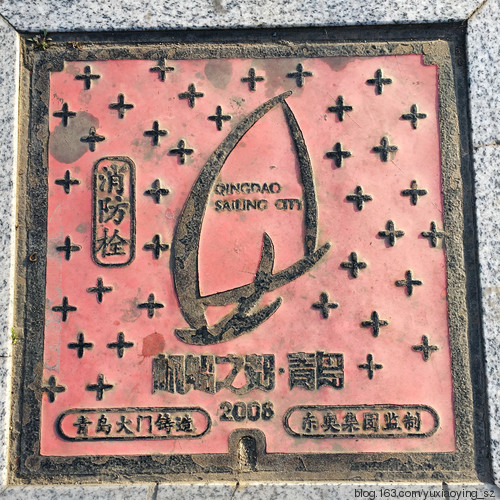 消防栓
QINGDAO
SAILING CITY
帆船之都·青岛
2008
青岛大门铸造
东奥集团监制
blog.163.com/yuxiaoying_sz